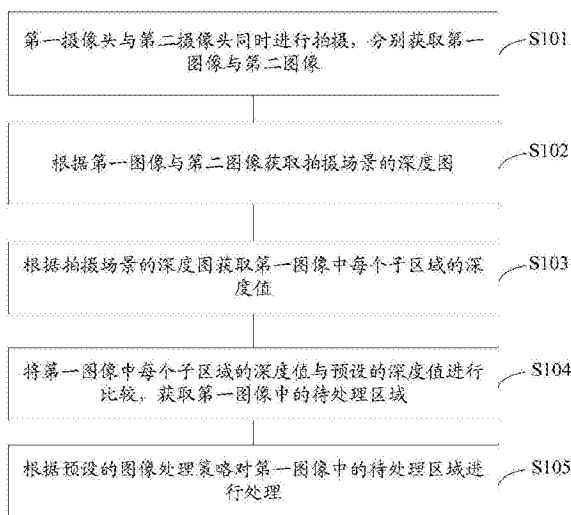 第一摄像头与第二摄像头同时进行拍摄，分别获取第一
图像与第二图像
S101
根据第一图像与第二图像获取拍摄场景的深度图
S102
根据拍摄场景的深度图获取第一图像中每个子区域的深
度值
S103
将第一图像中每个子区域的深度值与预设的深度值进行
比较，获取第一图像中的待处理区域
S104
根据预设的图像处理策略对第一图像中的待处理区域进
行处理
S105